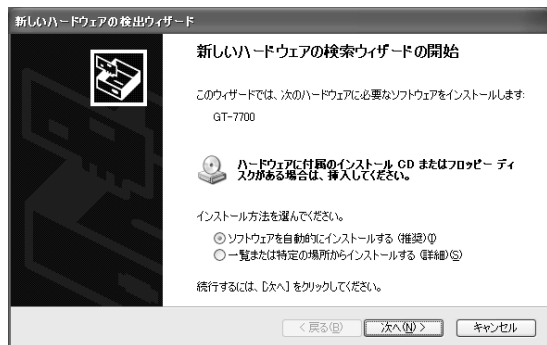 新しいハードウェアの検出ウィザード
新しいハードウェアの検索ウィザードの開始
このウィザードでは、次のハードウェアに必要なソフトウェアをインストールします:
GT-7700
ハードウェアに付属のインストール CD またはフロッピー ディ
スクがある場合は、挿入してください。
インストール方法を選んでください。
ソフトウェアを自動的にインストールする (推奨)(I)
一覧または特定の場所からインストールする (詳細)(S)
続行するには、[次へ] をクリックしてください。
< 戻る(B)
次へ(N) >
キャンセル